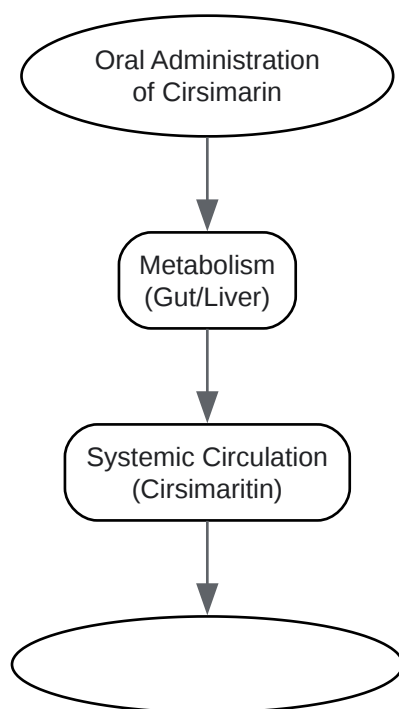 Oral Administration
of Cirsimarin
Metabolism
(Gut/Liver)
Systemic Circulation
(Cirsimaritin)